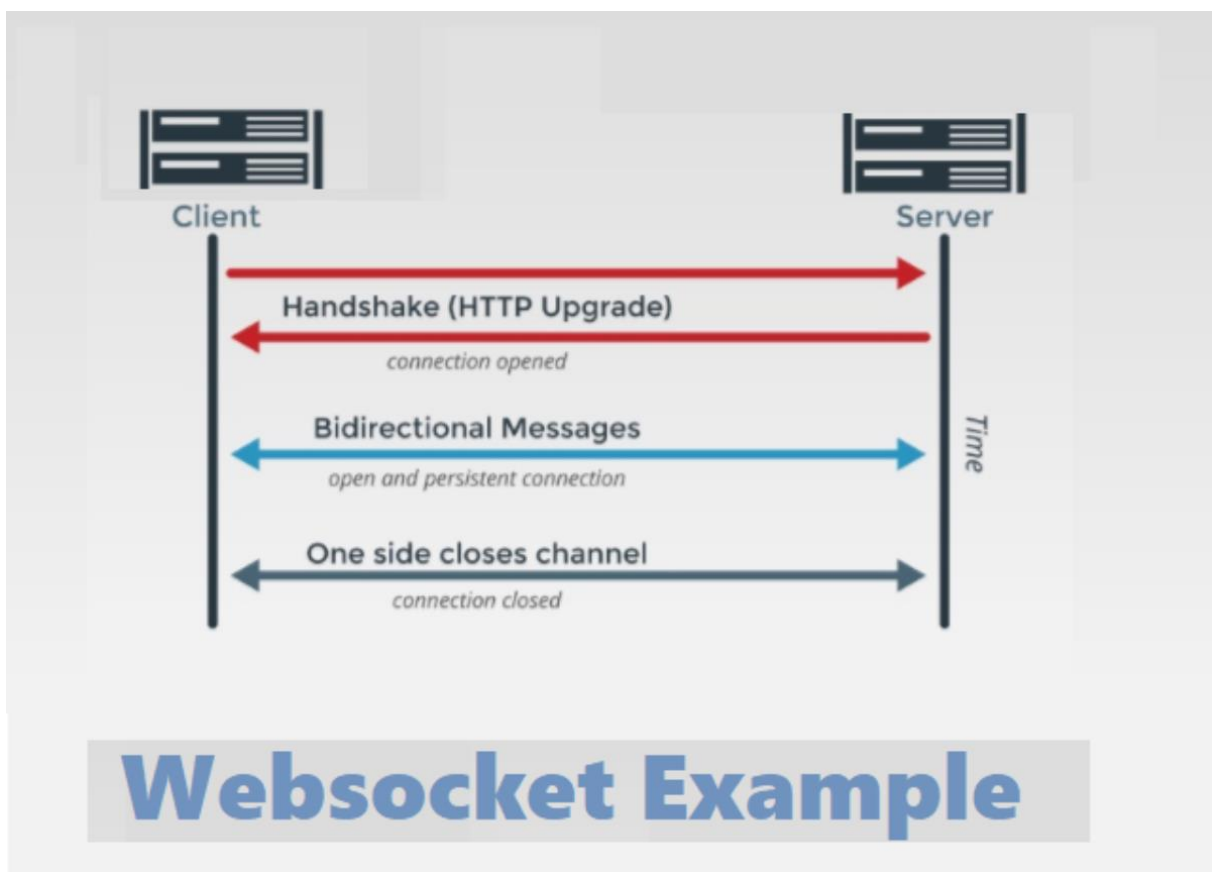 Client
Server
Handshake (HTTP Upgrade)
connection opened
Bidirectional Messages
Time
open and persistent connection
One side closes channel
connection closed
Websocket Example